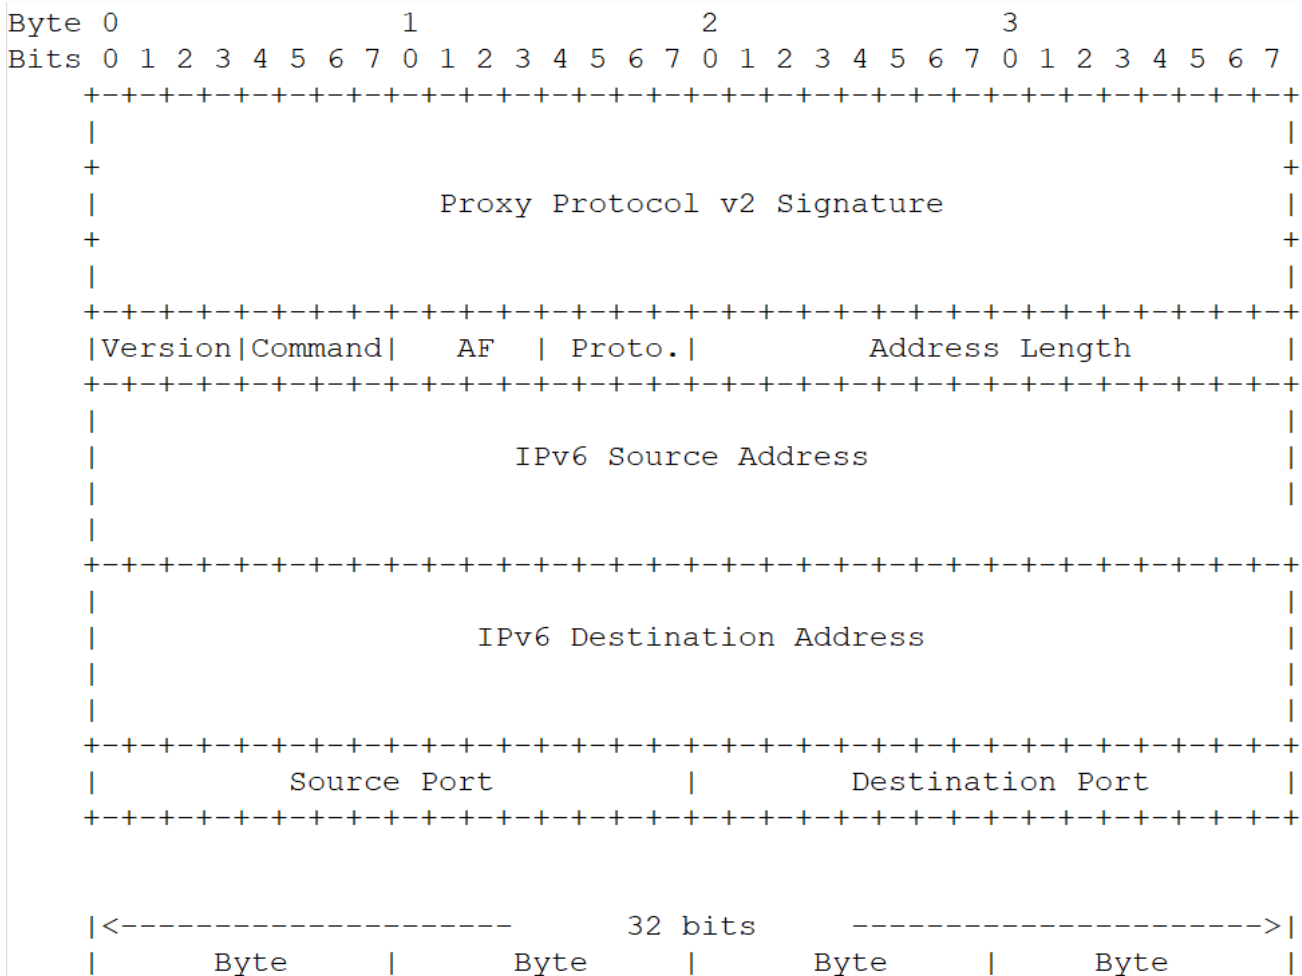 Byte 0 1 2 3
Bits 0 1 2 3 4 5 6 7 0 1 2 3 4 5 6 7 0 1 2 3 4 5 6 7 0 1 2 3 4 5 6 7
+-+-+-+-+-+-+-+-+-+-+-+-+-+-+-+-+-+-+-+-+-+-+-+-+-+-+-+-+-+-+-+-+
| |
+ +
| Proxy Protocol v2 Signature |
+ +
| |
+-+-+-+-+-+-+-+-+-+-+-+-+-+-+-+-+-+-+-+-+-+-+-+-+-+-+-+-+-+-+-+-+
|Version|Command| AF | Proto.| Address Length |
+-+-+-+-+-+-+-+-+-+-+-+-+-+-+-+-+-+-+-+-+-+-+-+-+-+-+-+-+-+-+-+-+
| |
| IPv6 Source Address |
| |
|
+-+-+-+-+-+-+-+-+-+-+-+-+-+-+-+-+-+-+-+-+-+-+-+-+-+-+-+-+-+-+-+-+
| |
| IPv6 Destination Address |
| |
| |
+-+-+-+-+-+-+-+-+-+-+-+-+-+-+-+-+-+-+-+-+-+-+-+-+-+-+-+-+-+-+-+-+
| Source Port | Destination Port |
+-+-+-+-+-+-+-+-+-+-+-+-+-+-+-+-+-+-+-+-+-+-+-+-+-+-+-+-+-+-+-+-+
|<--------------------- 32 bits ---------------------->|
| Byte | Byte | Byte | Byte |